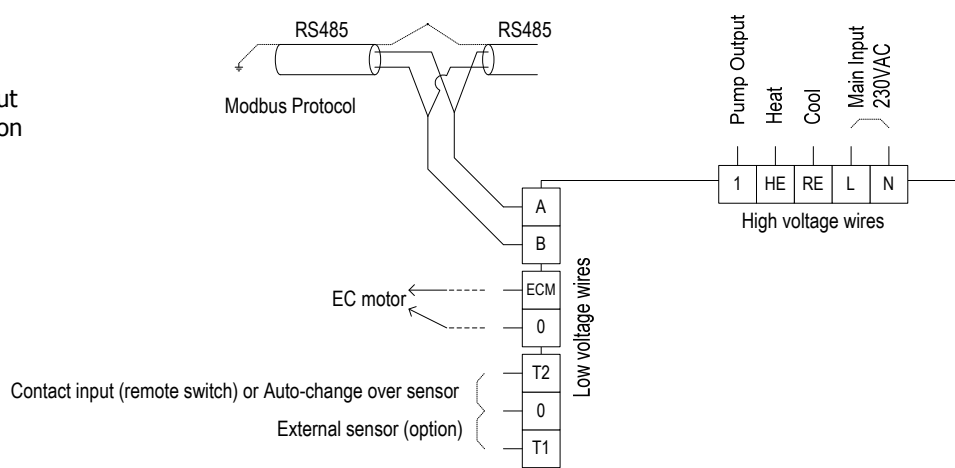 RS485
RS485
Modbus Protocol
ut
on
Pump Output
Heat
Cool
Main Input
230VAC
1 HE RE L N
High voltage wires
A
B
EC motor
ECM
0
Low voltage wires
Contact input (remote switch) or Auto-change over sensor
External sensor (option)
T2
0
T1